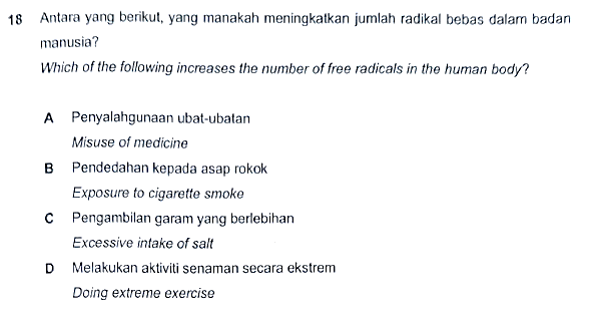 18 Antara yang berikut, yang manakah meningkatkan jumlah radikal bebas dalam badan
manusia?
Which of the following increases the number of free radicals in the human body?
A Penyalahgunaan ubat-ubatan
Misuse of medicine
B Pendedahan kepada asap rokok
Exposure to cigarette smoke
C Pengambilan garam yang berlebihan
Excessive intake of salt
D Melakukan aktiviti senaman secara ekstrem
Doing extreme exercise